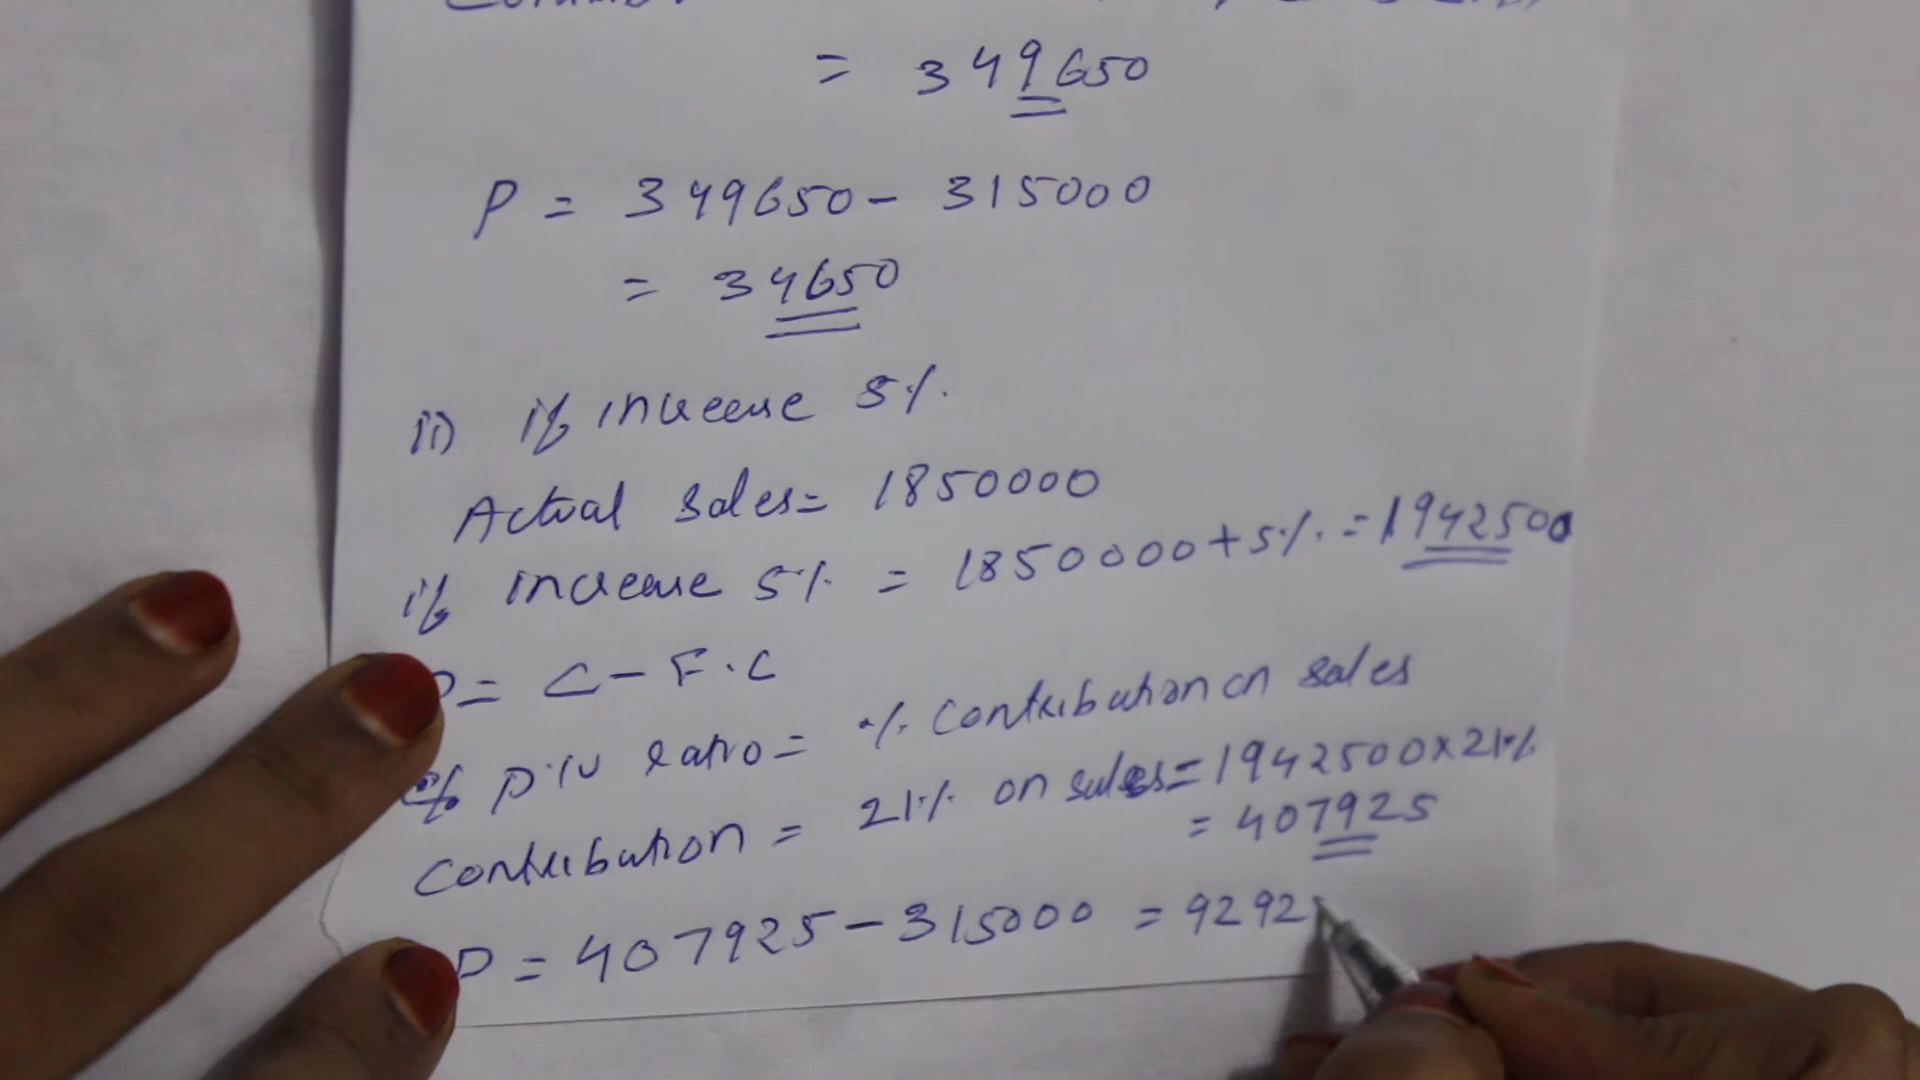 = 349650
P = 349650 - 315000
= 34650
ii) if increase 5%.
Actual sales = 1850000
if increase 5% = 1850000 + 5% = 1942500
P = C - F.C
P.IV ratio = % contribution on sales
contribution = 21% on sales = 1942500 x 21%
= 407925
P = 407925 - 315000 = 9292